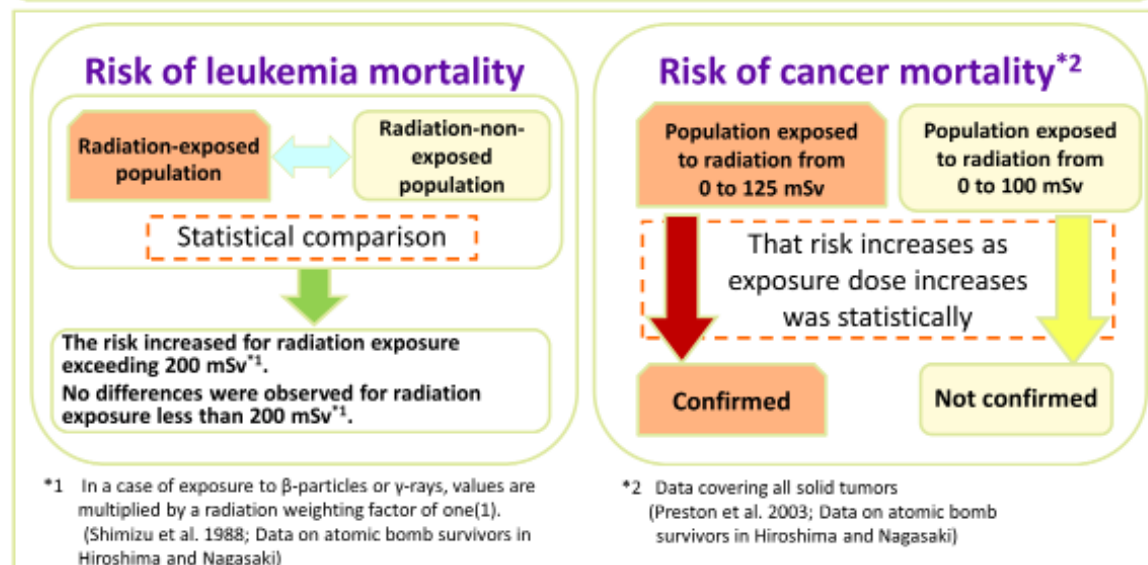 Risk of leukemia mortality
Radiation-exposed
population
Radiation-non-
exposed
population
Statistical comparison
The risk increased for radiation exposure
exceeding 200 mSv*1.
No differences were observed for radiation
exposure less than 200 mSv*1.
*1 In a case of exposure to β-particles or γ-rays, values are
multiplied by a radiation weighting factor of one(1).
(Shimizu et al. 1988; Data on atomic bomb survivors in
Hiroshima and Nagasaki)
Risk of cancer mortality*2
Population exposed
to radiation from
0 to 125 mSv
Population exposed
to radiation from
0 to 100 mSv
That risk increases as
exposure dose increases
was statistically
Confirmed
Not confirmed
*2 Data covering all solid tumors
(Preston et al. 2003; Data on atomic bomb
survivors in Hiroshima and Nagasaki)